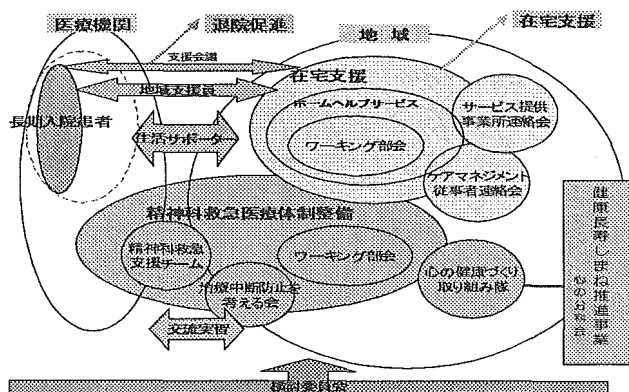 医療機関
退院促進
地域
在宅支援
支援会議
在宅支援
地域支援員
ホームヘルプサービス
サービス提供
事業所連絡会
長期入院患者
生活サポーター
ワーキング部会
ケアマネジメント
従事者連絡会
精神科救急医療体制整備
精神科救急
支援チーム
ワーキング部会
心の健康づくり
取り組み隊
治療中断防止を
考える会
交流実習
健康長寿しまね推進事業
心の分科会
検討委員会